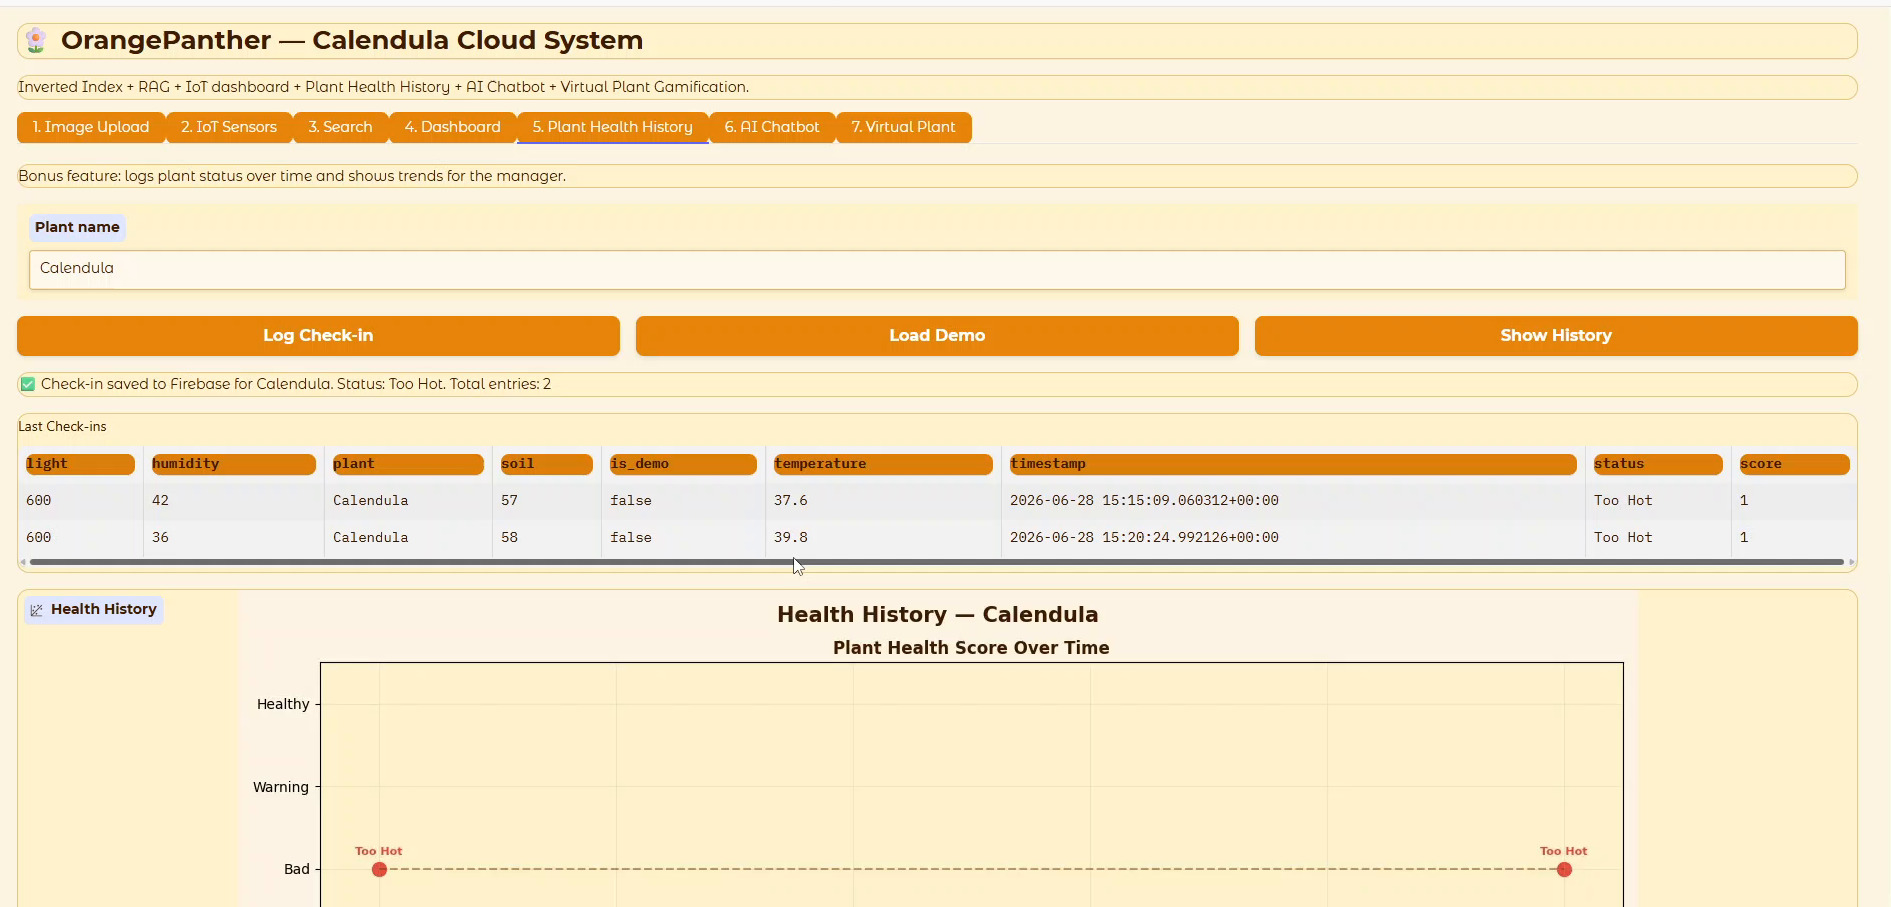 OrangePanther — Calendula Cloud System
Inverted Index + RAG + IoT dashboard + Plant Health History + AI Chatbot + Virtual Plant Gamification.
1. Image Upload 2. IoT Sensors 3. Search 4. Dashboard 5. Plant Health History 6. AI Chatbot 7. Virtual Plant
Bonus feature: logs plant status over time and shows trends for the manager.
Plant name
Calendula
Log Check-in Load Demo Show History
Check-in saved to Firebase for Calendula. Status: Too Hot. Total entries: 2
Last Check-ins
light humidity plant soil is_demo temperature timestamp status score
600 42 Calendula 57 false 37.6 2026-06-28 15:15:09.060312+00:00 Too Hot 1
600 36 Calendula 58 false 39.8 2026-06-28 15:20:24.992126+00:00 Too Hot 1
Health History
Health History — Calendula
Plant Health Score Over Time
Healthy
Warning
Too Hot Too Hot
Bad